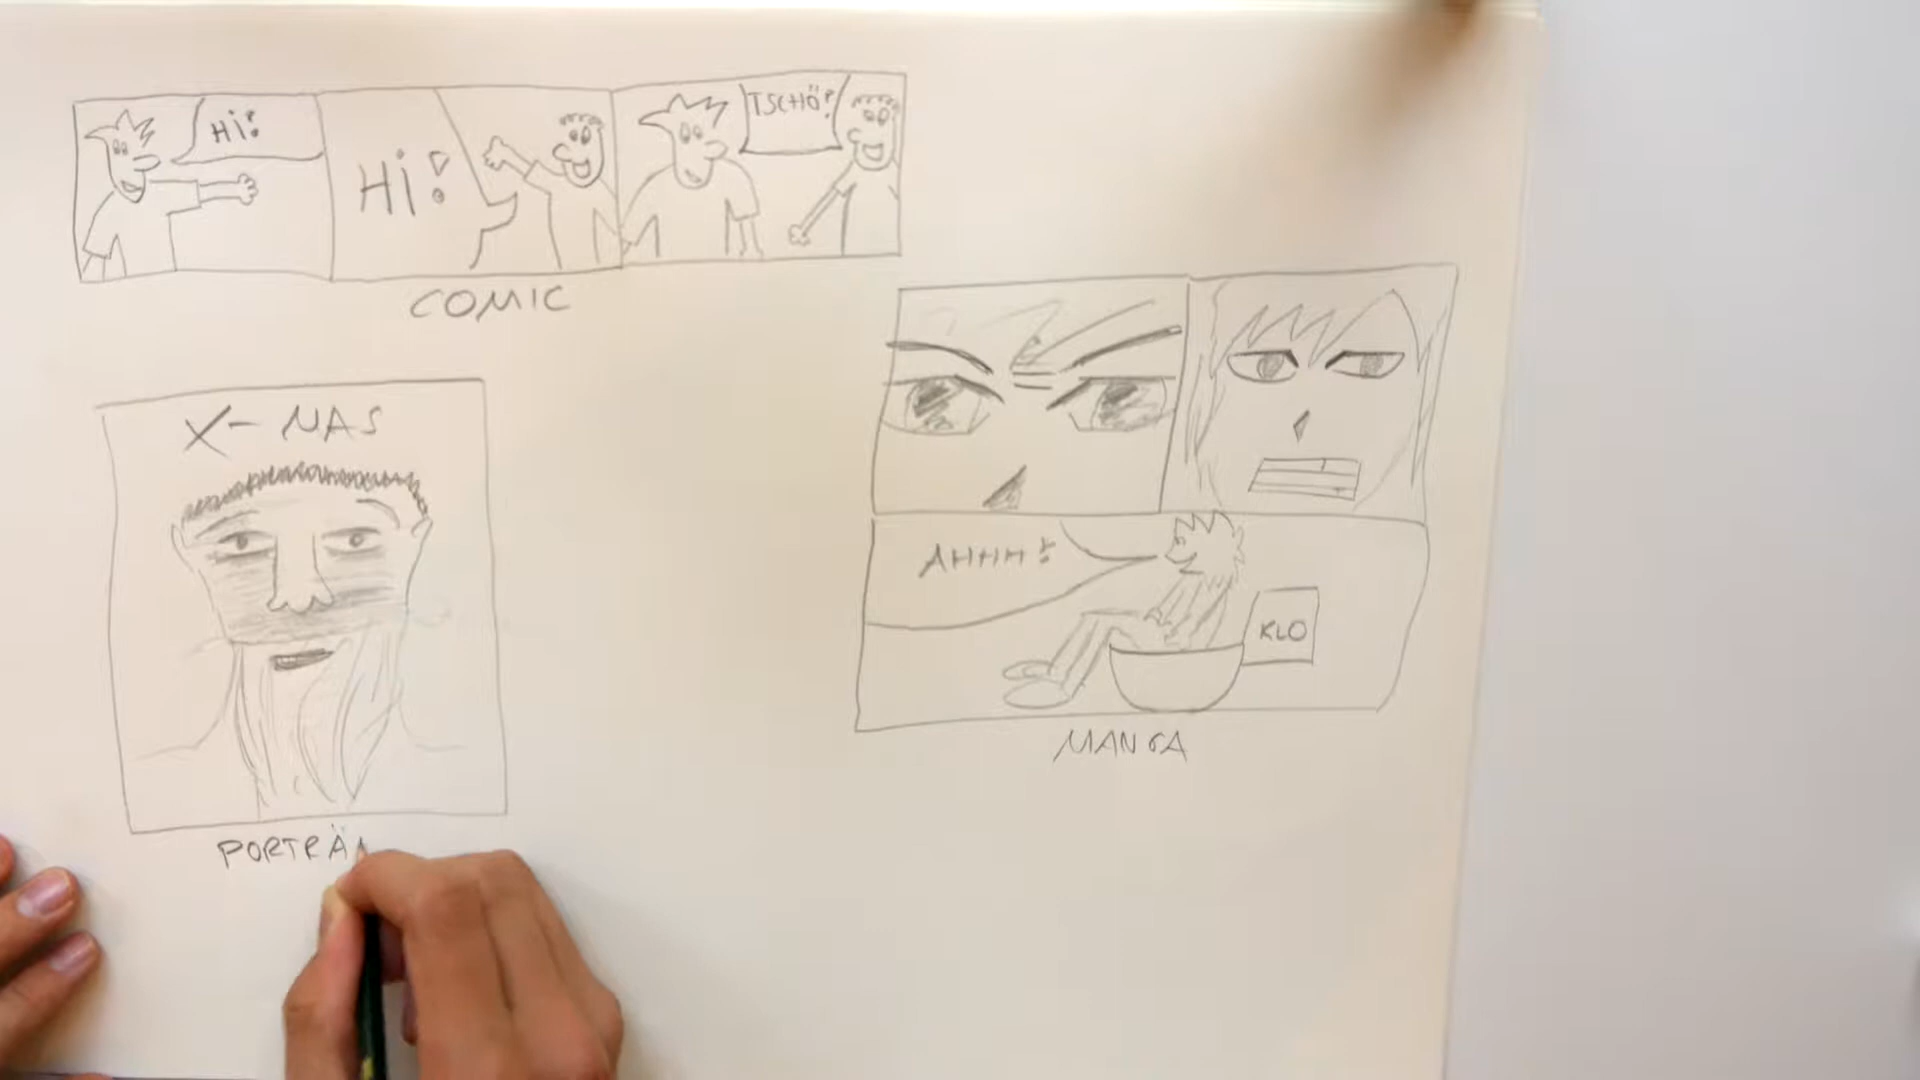 Hi!
Hi!
TSCHÖ!
COMIC
X-MAS
AHHH!
KLO
MANGA
PORTRÄ